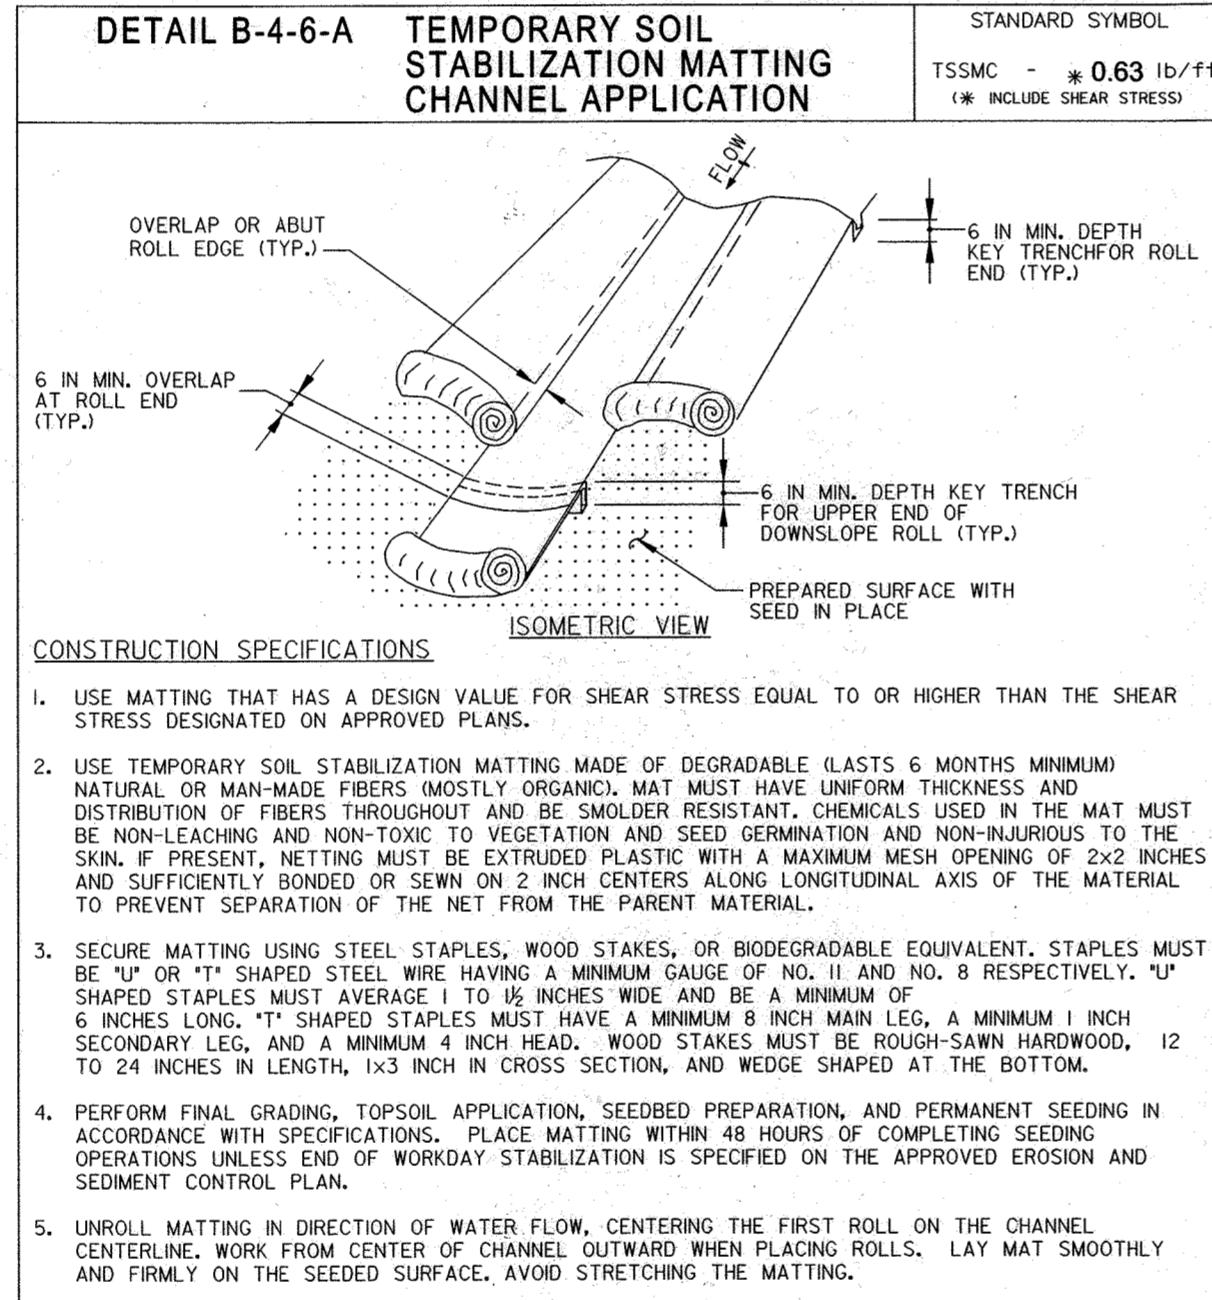 DETAIL B-4-6-A
TEMPORARY SOIL
STABILIZATION MATTING
CHANNEL APPLICATION
STANDARD SYMBOL
TSSMC - * 0.63 lb/ft
(* INCLUDE SHEAR STRESS)
FLOW
OVERLAP OR ABUT
ROLL EDGE (TYP.)
6 IN MIN. DEPTH
KEY TRENCHFOR ROLL
END (TYP.)
6 IN MIN. OVERLAP
AT ROLL END
(TYP.)
6 IN MIN. DEPTH KEY TRENCH
FOR UPPER END OF
DOWNSLOPE ROLL (TYP.)
PREPARED SURFACE WITH
SEED IN PLACE
ISOMETRIC VIEW
CONSTRUCTION SPECIFICATIONS
1. USE MATTING THAT HAS A DESIGN VALUE FOR SHEAR STRESS EQUAL TO OR HIGHER THAN THE SHEAR
STRESS DESIGNATED ON APPROVED PLANS.
2. USE TEMPORARY SOIL STABILIZATION MATTING MADE OF DEGRADABLE (LASTS 6 MONTHS MINIMUM)
NATURAL OR MAN-MADE FIBERS (MOSTLY ORGANIC). MAT MUST HAVE UNIFORM THICKNESS AND
DISTRIBUTION OF FIBERS THROUGHOUT AND BE SMOLDER RESISTANT. CHEMICALS USED IN THE MAT MUST
BE NON-LEACHING AND NON-TOXIC TO VEGETATION AND SEED GERMINATION AND NON-INJURIOUS TO THE
SKIN. IF PRESENT, NETTING MUST BE EXTRUDED PLASTIC WITH A MAXIMUM MESH OPENING OF 2x2 INCHES
AND SUFFICIENTLY BONDED OR SEWN ON 2 INCH CENTERS ALONG LONGITUDINAL AXIS OF THE MATERIAL
TO PREVENT SEPARATION OF THE NET FROM THE PARENT MATERIAL.
3. SECURE MATTING USING STEEL STAPLES, WOOD STAKES, OR BIODEGRADABLE EQUIVALENT. STAPLES MUST
BE "U" OR "T" SHAPED STEEL WIRE HAVING A MINIMUM GAUGE OF NO. 11 AND NO. 8 RESPECTIVELY. "U"
SHAPED STAPLES MUST AVERAGE 1 TO 1½ INCHES WIDE AND BE A MINIMUM OF
6 INCHES LONG. "T" SHAPED STAPLES MUST HAVE A MINIMUM 8 INCH MAIN LEG, A MINIMUM 1 INCH
SECONDARY LEG, AND A MINIMUM 4 INCH HEAD. WOOD STAKES MUST BE ROUGH-SAWN HARDWOOD, 12
TO 24 INCHES IN LENGTH, 1x3 INCH IN CROSS SECTION, AND WEDGE SHAPED AT THE BOTTOM.
4. PERFORM FINAL GRADING, TOPSOIL APPLICATION, SEEDBED PREPARATION, AND PERMANENT SEEDING IN
ACCORDANCE WITH SPECIFICATIONS. PLACE MATTING WITHIN 48 HOURS OF COMPLETING SEEDING
OPERATIONS UNLESS END OF WORKDAY STABILIZATION IS SPECIFIED ON THE APPROVED EROSION AND
SEDIMENT CONTROL PLAN.
5. UNROLL MATTING IN DIRECTION OF WATER FLOW, CENTERING THE FIRST ROLL ON THE CHANNEL
CENTERLINE. WORK FROM CENTER OF CHANNEL OUTWARD WHEN PLACING ROLLS. LAY MAT SMOOTHLY
AND FIRMLY ON THE SEEDED SURFACE. AVOID STRETCHING THE MATTING.